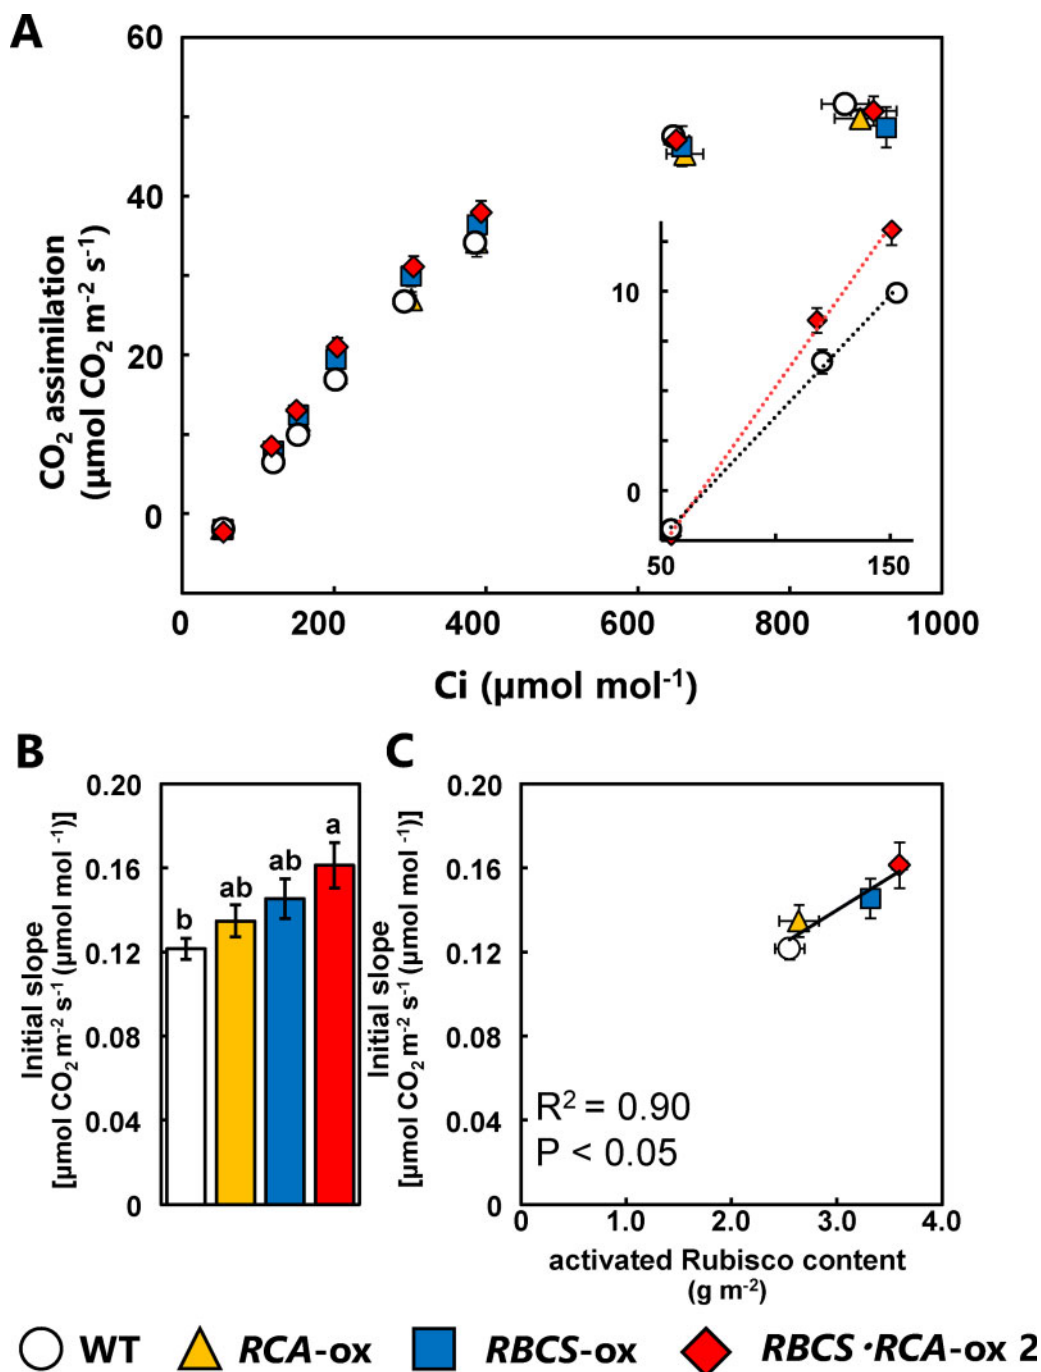 A
60
40
20
0
CO₂ assimilation
(µmol CO₂ m⁻² s⁻¹)
10
0
50 150
0 200 400 600 800 1000
Ci (µmol mol⁻¹)
B
0.20
0.16
0.12
0.08
0.04
0
Initial slope
[µmol CO₂ m⁻² s⁻¹ (µmol mol⁻¹)]
b ab ab a
C
0.20
0.16
0.12
0.08
0.04
0
Initial slope
[µmol CO₂ m⁻² s⁻¹ (µmol mol⁻¹)]
R² = 0.90
P < 0.05
0 1.0 2.0 3.0 4.0
activated Rubisco content
(g m⁻²)
WT RCA-ox RBCS-ox RBCS･RCA-ox 2